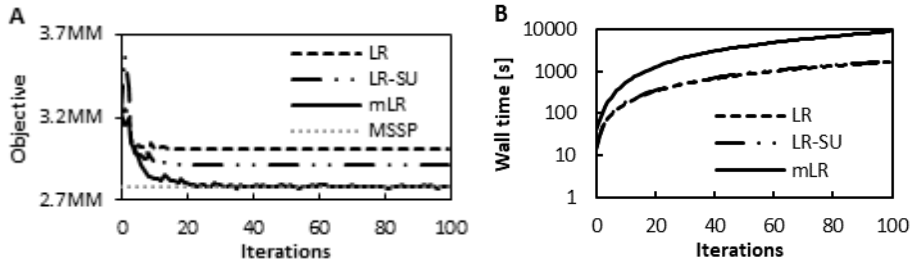 A
Objective
3.7MM
3.2MM
2.7MM
LR
LR-SU
mLR
MSSP
0 20 40 60 80 100
Iterations
B
Wall time [s]
10000
1000
100
10
1
LR
LR-SU
mLR
0 20 40 60 80 100
Iterations